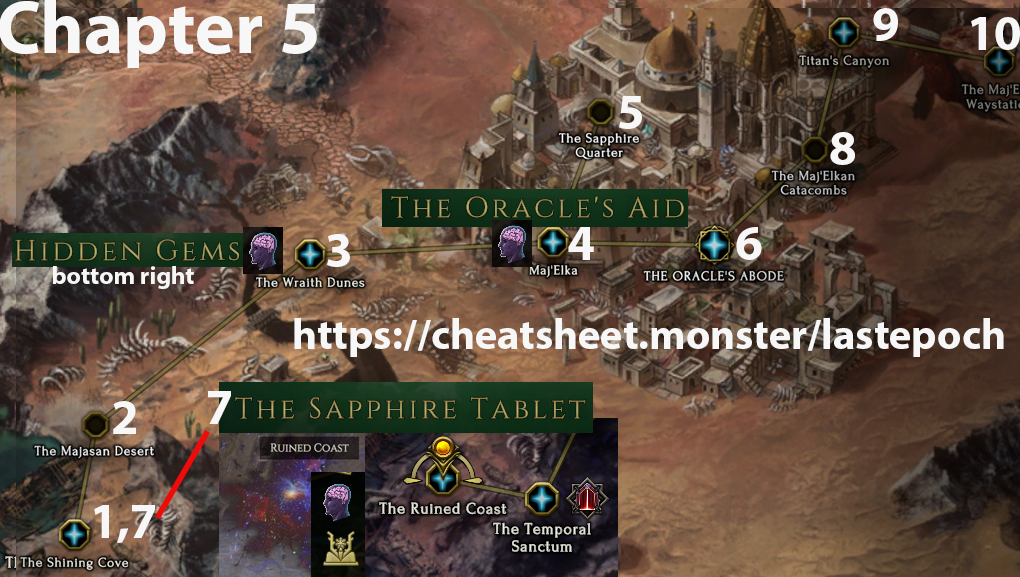 Chapter 5
9
10
Titan's Canyon
The Maj'E
Waystati
5
The Sapphire
Quarter
8
The Maj'Elkan
Catacombs
THE ORACLE'S AID
HIDDEN GEMS
bottom right
3
The Wraith Dunes
4
Maj'Elka
6
THE ORACLE'S ABODE
https://cheatsheet.monster/lastepoch
7
THE SAPPHIRE TABLET
2
The Majasan Desert
RUINED COAST
The Ruined Coast
The Temporal
Sanctum
1,7
The Shining Cove